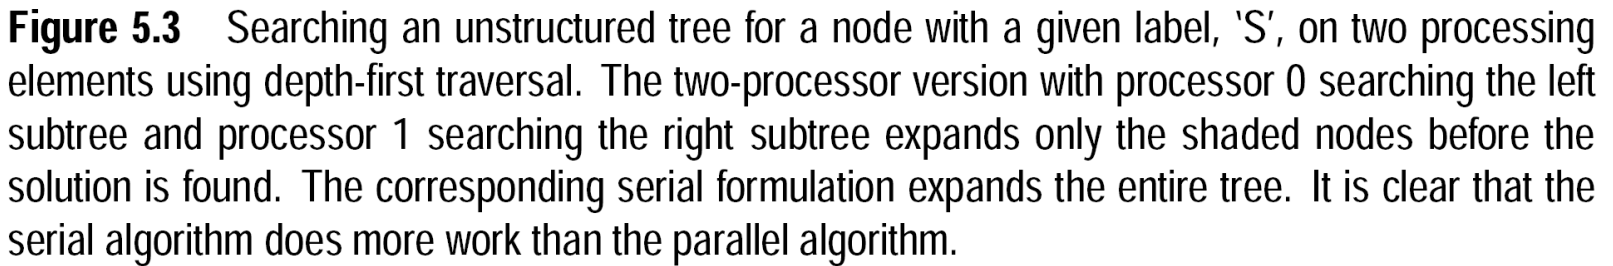 Figure 5.3 Searching an unstructured tree for a node with a given label, ‘S’, on two processing
elements using depth-first traversal. The two-processor version with processor 0 searching the left
subtree and processor 1 searching the right subtree expands only the shaded nodes before the
solution is found. The corresponding serial formulation expands the entire tree. It is clear that the
serial algorithm does more work than the parallel algorithm.